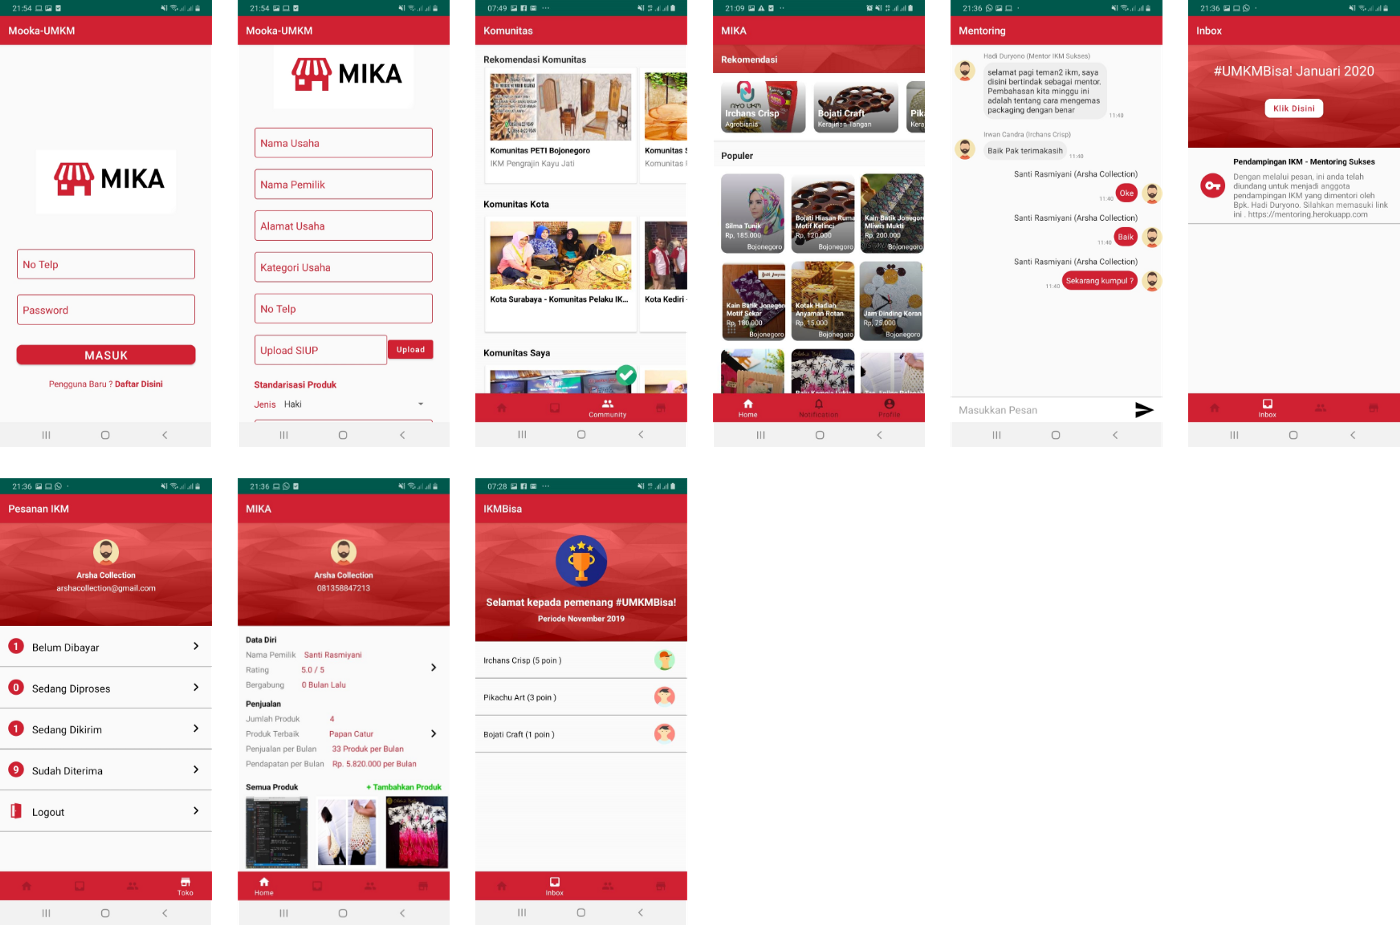 21:54
Mooka-UMKM
MIKA
No Telp
Password
MASUK
Pengguna Baru ? Daftar Disini
21:54
Mooka-UMKM
MIKA
Nama Usaha
Nama Pemilik
Alamat Usaha
Kategori Usaha
No Telp
Upload SIUP
Upload
Standarisasi Produk
Jenis Haki
07:49
Komunitas
Rekomendasi Komunitas
Komunitas PETI Bojonegoro
IKM Pengrajin Kayu Jati
Komunitas S
Komunitas
Komunitas Kota
Kota Surabaya - Komunitas Pelaku IK...
Kota Kediri -
Komunitas Saya
Community
21:09
MIKA
Rekomendasi
AYO UKM
Irchans Crisp
Agrobisnis
Bojati Craft
Kerajinan Tangan
Pik
Ke
Populer
Silma Tunik
Rp. 185.000
Bojonegoro
Bojati Hiasan Ruma
Motif Kelinci
Rp. 120.000
Bojonegoro
Kain Batik Jonegor
Mliwis Mukti
Rp. 200.000
Bojonegoro
Kain Batik Jonegor
Motif Sekar
Rp. 180.000
Bojonegoro
Kotak Hadiah
Anyaman Rotan
Rp. 15.000
Bojonegoro
Jam Dinding Koran
Rp. 75.000
Bojonegoro
Home
Notification
Profile
21:36
Mentoring
Hadi Duryono (Mentor IKM Sukses)
selamat pagi teman2 ikm, saya
disini bertindak sebagai mentor.
Pembahasan kita minggu ini
adalah tentang cara mengemas
packaging dengan benar
11:40
Irwan Candra (Irchans Crisp)
Baik Pak terimakasih
11:40
Santi Rasmiyani (Arsha Collection)
11:40
Oke
Santi Rasmiyani (Arsha Collection)
11:40
Baik
Santi Rasmiyani (Arsha Collection)
11:40
Sekarang kumpul ?
Masukkan Pesan
21:36
Inbox
#UMKMBisa! Januari 2020
Klik Disini
Pendampingan IKM - Mentoring Sukses
Dengan melalui pesan, ini anda telah
diundang untuk menjadi anggota
pendampingan IKM yang dimentori oleh
Bpk. Hadi Duryono. Silahkan memasuki link
ini . https://mentoring.herokuapp.com
Inbox
21:36
Pesanan IKM
Arsha Collection
arshacollection@gmail.com
1 Belum Dibayar
0 Sedang Diproses
1 Sedang Dikirim
9 Sudah Diterima
Logout
Toko
21:36
MIKA
Arsha Collection
081358847213
Data Diri
Nama Pemilik Santi Rasmiyani
Rating 5.0 / 5
Bergabung 0 Bulan Lalu
Penjualan
Jumlah Produk 4
Produk Terbaik Papan Catur
Penjualan per Bulan 33 Produk per Bulan
Pendapatan per Bulan Rp. 5.820.000 per Bulan
Semua Produk
+ Tambahkan Produk
Home
07:28
IKMBisa
Selamat kepada pemenang #UMKMBisa!
Periode November 2019
Irchans Crisp (5 poin )
Pikachu Art (3 poin )
Bojati Craft (1 poin )
Inbox